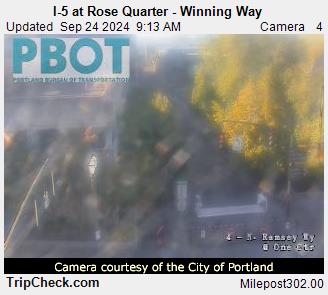 I-5 at Rose Quarter - Winning Way
Updated Sep 24 2024 9:13 AM Camera 4
PBOT
PORTLAND BUREAU OF TRANSPORTATION
4 - N. Ramsey Wy
@ One Ctr
Camera courtesy of the City of Portland
TripCheck.com Milepost302.00